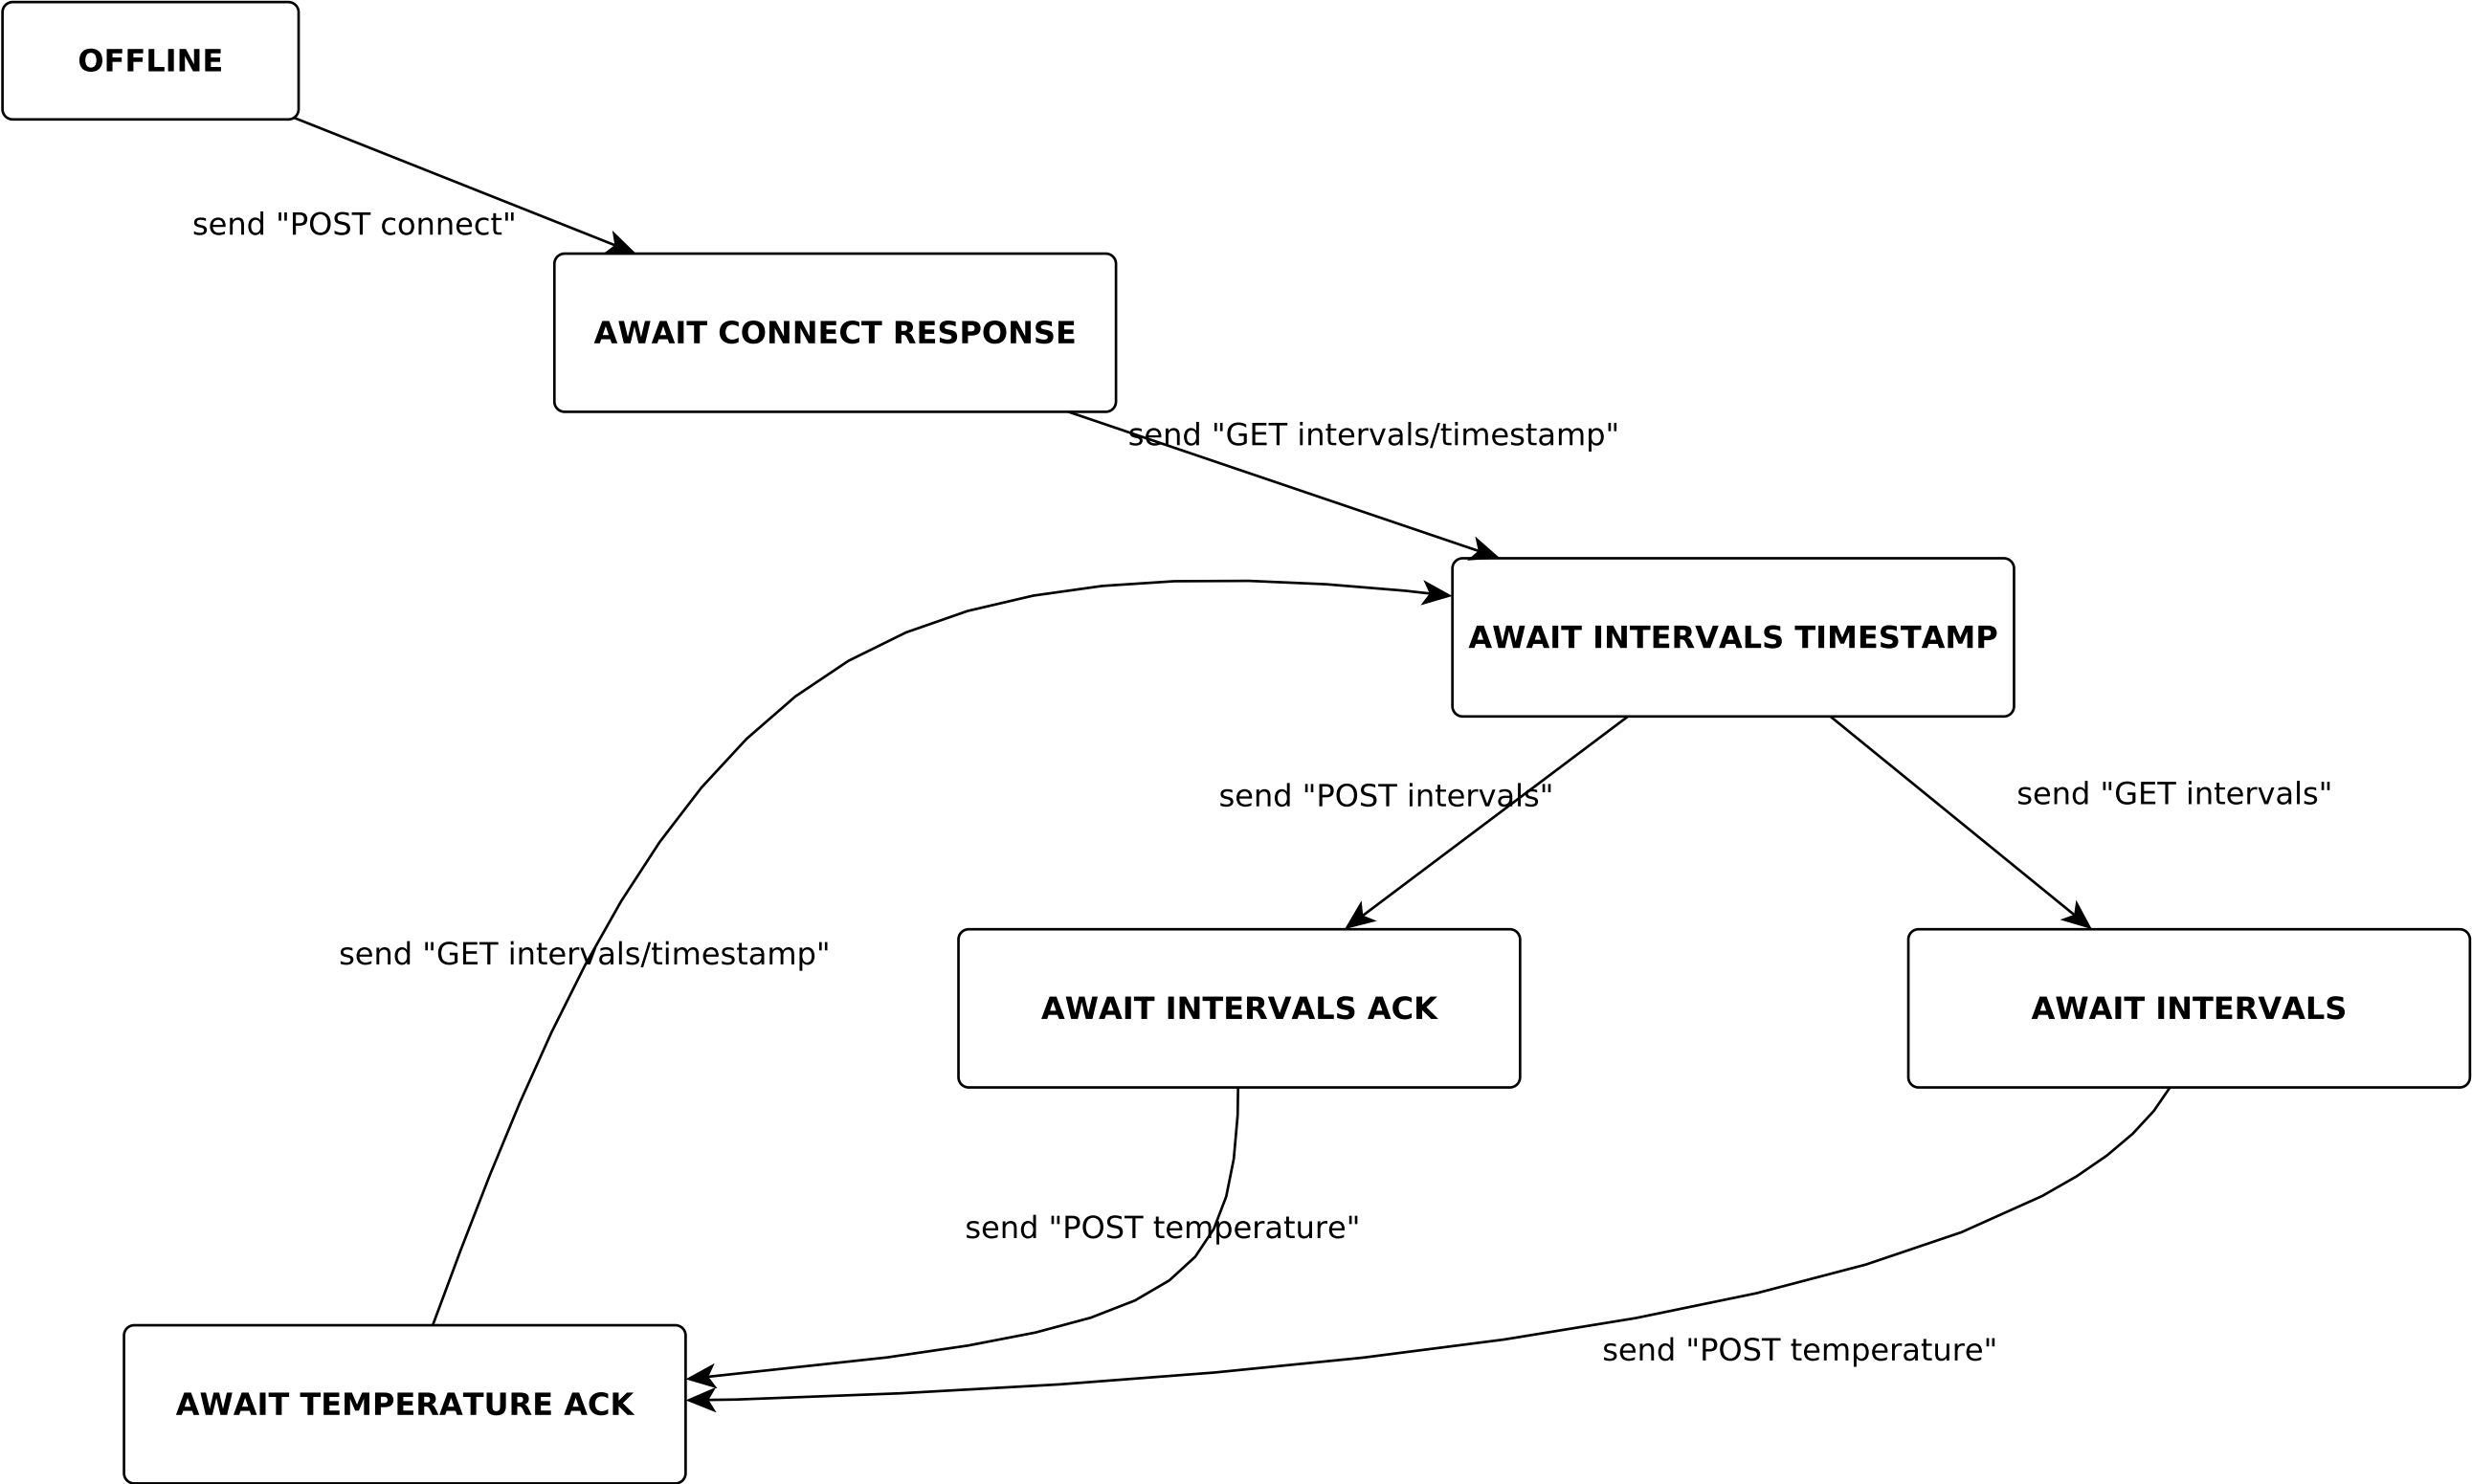 OFFLINE
send "POST connect"
AWAIT CONNECT RESPONSE
send "GET intervals/timestamp"
AWAIT INTERVALS TIMESTAMP
send "POST intervals"
send "GET intervals"
send "GET intervals/timestamp"
AWAIT INTERVALS ACK
AWAIT INTERVALS
send "POST temperature"
send "POST temperature"
AWAIT TEMPERATURE ACK